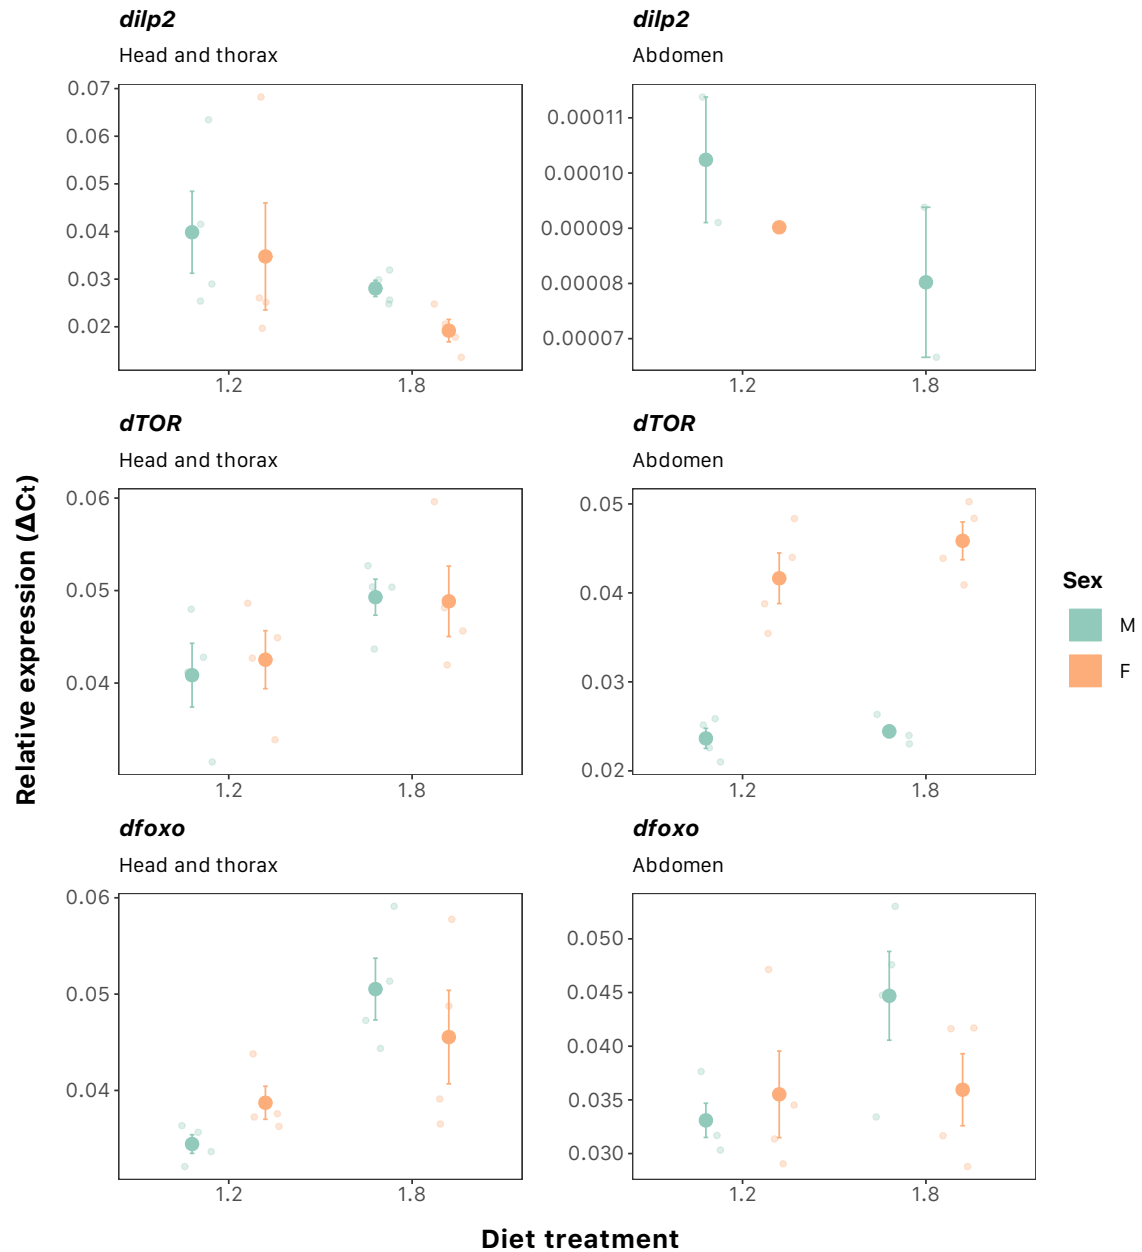 dilp2
Head and thorax
0.07
0.06
0.05
0.04
0.03
0.02
1.2
1.8
dilp2
Abdomen
0.00011
0.00010
0.00009
0.00008
0.00007
1.2
1.8
dTOR
Head and thorax
0.06
0.05
0.04
1.2
1.8
dTOR
Abdomen
0.05
0.04
0.03
0.02
1.2
1.8
dfoxo
Head and thorax
0.06
0.05
0.04
1.2
1.8
dfoxo
Abdomen
0.050
0.045
0.040
0.035
0.030
1.2
1.8
Relative expression (ΔCt)
Diet treatment
Sex
M
F